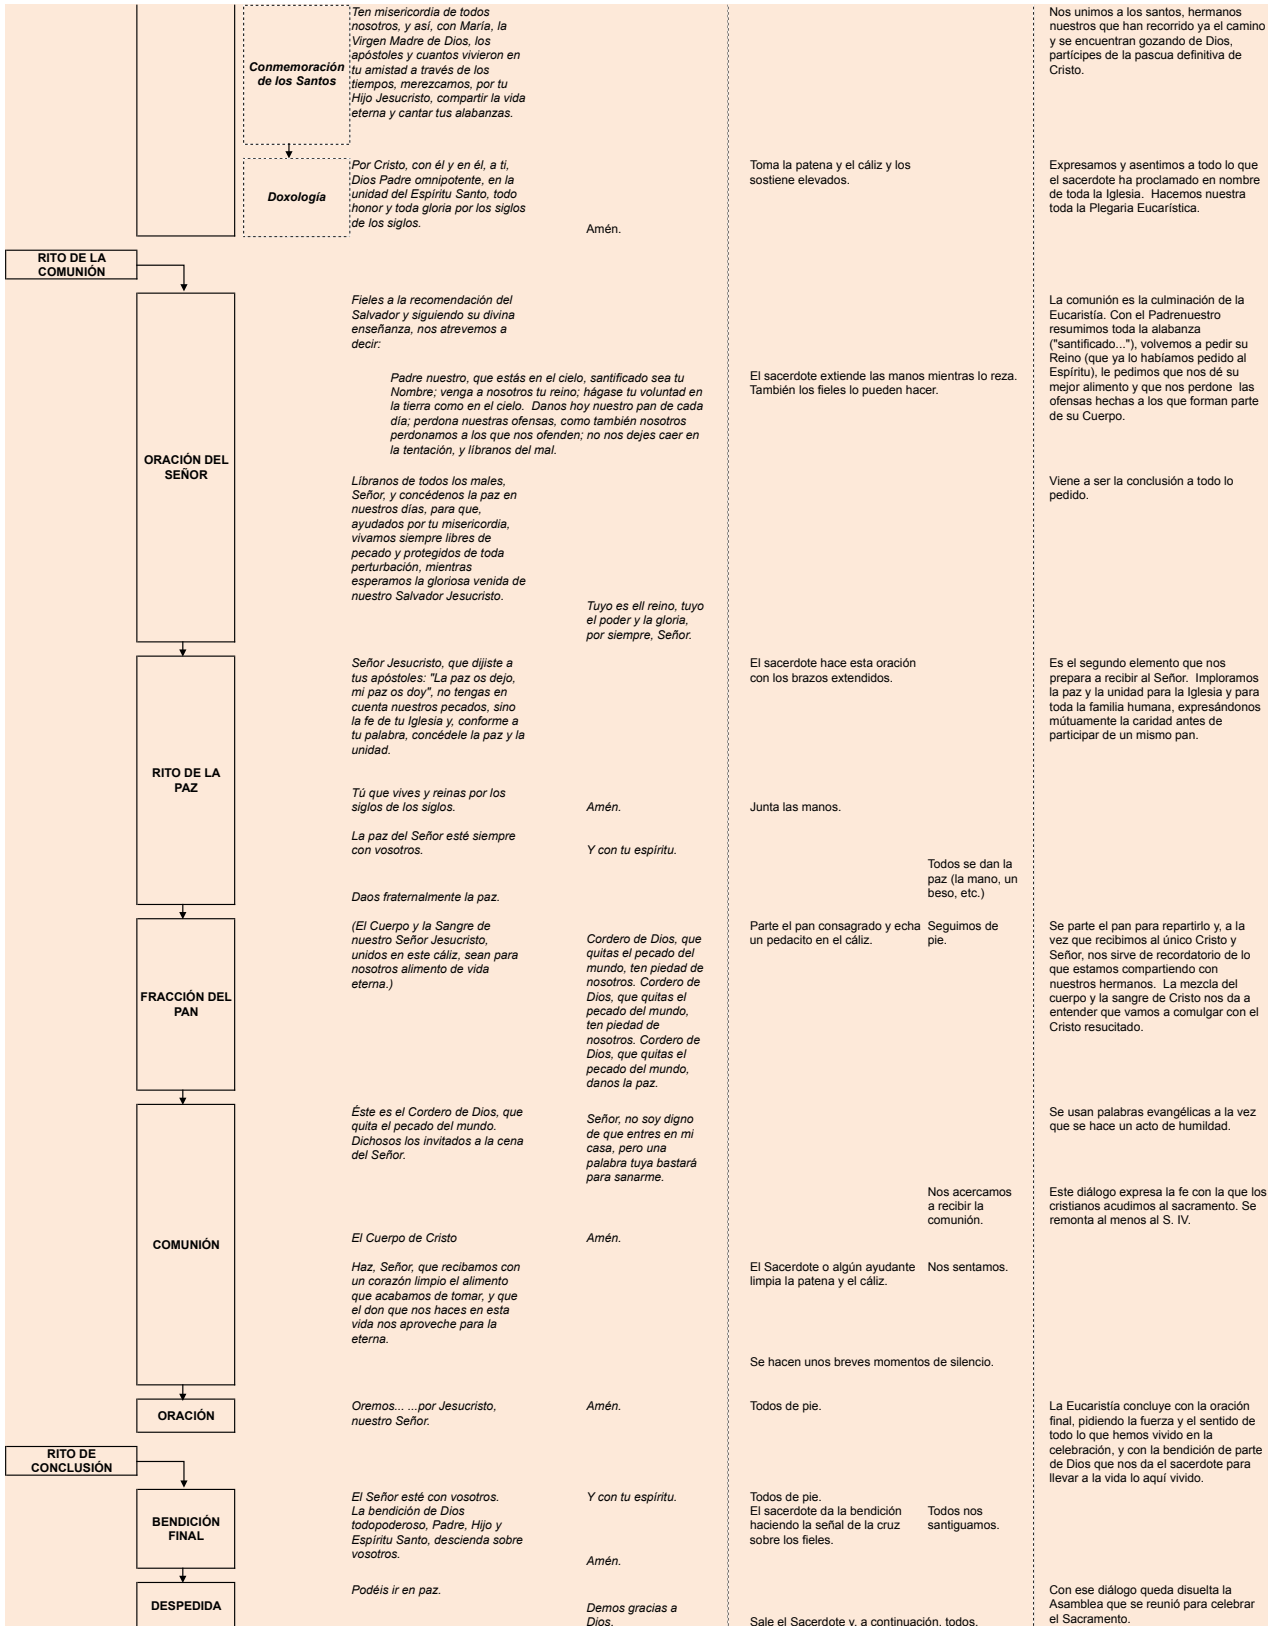 Conmemoración
de los Santos
Ten misericordia de todos
nosotros, y así, con María, la
Virgen Madre de Dios, los
apóstoles y cuantos vivieron en
tu amistad a través de los
tiempos, merezcamos, por tu
Hijo Jesucristo, compartir la vida
eterna y cantar tus alabanzas.
Nos unimos a los santos, hermanos
nuestros que han recorrido ya el camino
y se encuentran gozando de Dios,
partícipes de la pascua definitiva de
Cristo.
Doxología
Por Cristo, con él y en él, a ti,
Dios Padre omnipotente, en la
unidad del Espíritu Santo, todo
honor y toda gloria por los siglos
de los siglos.
Amén.
Toma la patena y el cáliz y los
sostiene elevados.
Expresamos y asentimos a todo lo que
el sacerdote ha proclamado en nombre
de toda la Iglesia.  Hacemos nuestra
toda la Plegaria Eucarística.
RITO DE LA
COMUNIÓN
ORACIÓN DEL
SEÑOR
Fieles a la recomendación del
Salvador y siguiendo su divina
enseñanza, nos atrevemos a
decir:
Padre nuestro, que estás en el cielo, santificado sea tu
Nombre; venga a nosotros tu reino; hágase tu voluntad en
la tierra como en el cielo.  Danos hoy nuestro pan de cada
día; perdona nuestras ofensas, como también nosotros
perdonamos a los que nos ofenden; no nos dejes caer en
la tentación, y líbranos del mal.
El sacerdote extiende las manos mientras lo reza.
También los fieles lo pueden hacer.
La comunión es la culminación de la
Eucaristía. Con el Padrenuestro
resumimos toda la alabanza
("santificado..."), volvemos a pedir su
Reino (que ya lo habíamos pedido al
Espíritu), le pedimos que nos dé su
mejor alimento y que nos perdone  las
ofensas hechas a los que forman parte
de su Cuerpo.
Líbranos de todos los males,
Señor, y concédenos la paz en
nuestros días, para que,
ayudados por tu misericordia,
vivamos siempre libres de
pecado y protegidos de toda
perturbación, mientras
esperamos la gloriosa venida de
nuestro Salvador Jesucristo.
Tuyo es ell reino, tuyo
el poder y la gloria,
por siempre, Señor.
Viene a ser la conclusión a todo lo
pedido.
RITO DE LA
PAZ
Señor Jesucristo, que dijiste a
tus apóstoles: "La paz os dejo,
mi paz os doy", no tengas en
cuenta nuestros pecados, sino
la fe de tu Iglesia y, conforme a
tu palabra, concédele la paz y la
unidad.
El sacerdote hace esta oración
con los brazos extendidos.
Es el segundo elemento que nos
prepara a recibir al Señor.  Imploramos
la paz y la unidad para la Iglesia y para
toda la familia humana, expresándonos
mútuamente la caridad antes de
participar de un mismo pan.
Tú que vives y reinas por los
siglos de los siglos.
Amén.
Junta las manos.
La paz del Señor esté siempre
con vosotros.
Y con tu espíritu.
Daos fraternalmente la paz.
Todos se dan la
paz (la mano, un
beso, etc.)
FRACCIÓN DEL
PAN
(El Cuerpo y la Sangre de
nuestro Señor Jesucristo,
unidos en este cáliz, sean para
nosotros alimento de vida
eterna.)
Cordero de Dios, que
quitas el pecado del
mundo, ten piedad de
nosotros. Cordero de
Dios, que quitas el
pecado del mundo,
ten piedad de
nosotros. Cordero de
Dios, que quitas el
pecado del mundo,
danos la paz.
Parte el pan consagrado y echa
un pedacito en el cáliz.
Seguimos de
pie.
Se parte el pan para repartirlo y, a la
vez que recibimos al único Cristo y
Señor, nos sirve de recordatorio de lo
que estamos compartiendo con
nuestros hermanos.  La mezcla del
cuerpo y la sangre de Cristo nos da a
entender que vamos a comulgar con el
Cristo resucitado.
COMUNIÓN
Éste es el Cordero de Dios, que
quita el pecado del mundo.
Dichosos los invitados a la cena
del Señor.
Señor, no soy digno
de que entres en mi
casa, pero una
palabra tuya bastará
para sanarme.
Se usan palabras evangélicas a la vez
que se hace un acto de humildad.
Nos acercamos
a recibir la
comunión.
Este diálogo expresa la fe con la que los
cristianos acudimos al sacramento. Se
remonta al menos al S. IV.
El Cuerpo de Cristo
Amén.
Haz, Señor, que recibamos con
un corazón limpio el alimento
que acabamos de tomar, y que
el don que nos haces en esta
vida nos aproveche para la
eterna.
El Sacerdote o algún ayudante
limpia la patena y el cáliz.
Nos sentamos.
Se hacen unos breves momentos de silencio.
ORACIÓN
Oremos... ...por Jesucristo,
nuestro Señor.
Amén.
Todos de pie.
La Eucaristía concluye con la oración
final, pidiendo la fuerza y el sentido de
todo lo que hemos vivido en la
celebración, y con la bendición de parte
de Dios que nos da el sacerdote para
llevar a la vida lo aquí vivido.
RITO DE
CONCLUSIÓN
BENDICIÓN
FINAL
El Señor esté con vosotros.
La bendición de Dios
todopoderoso, Padre, Hijo y
Espíritu Santo, descienda sobre
vosotros.
Y con tu espíritu.
Amén.
Todos de pie.
El sacerdote da la bendición
haciendo la señal de la cruz
sobre los fieles.
Todos nos
santiguamos.
DESPEDIDA
Podéis ir en paz.
Demos gracias a
Dios.
Sale el Sacerdote y, a continuación, todos.
Con ese diálogo queda disuelta la
Asamblea que se reunió para celebrar
el Sacramento.